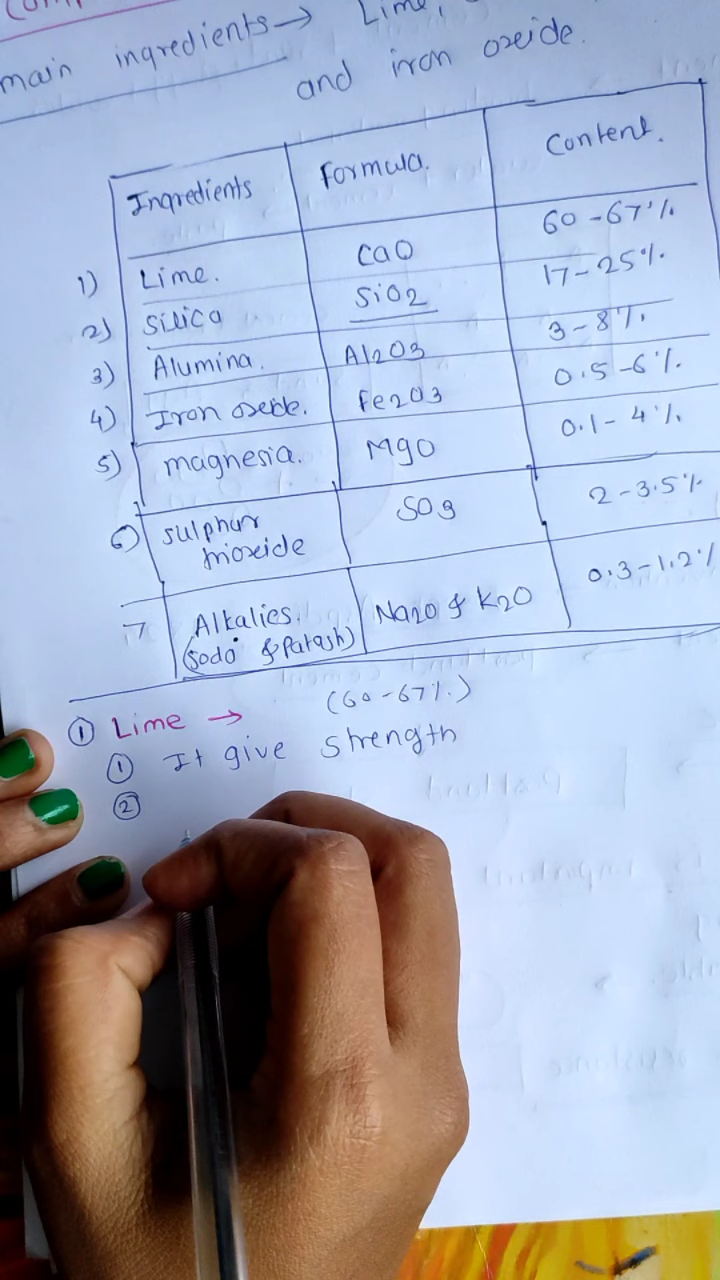 main ingredients → Lime,
and iron oxide.
Ingredients Formula. Content.
1) Lime. CaO 60-67%
2) Silica SiO2 17-25%
3) Alumina. Al2O3 3-8%
4) Iron oxide. Fe2O3 0.5-6%
5) magnesia. MgO 0.1-4%
6) Sulphur SO3 2-3.5%
trioxide
7 Alkalies. Na2O & K2O 0.3-1.2%
(Soda & Patash)
① Lime → (60-67%)
① It give strength
②